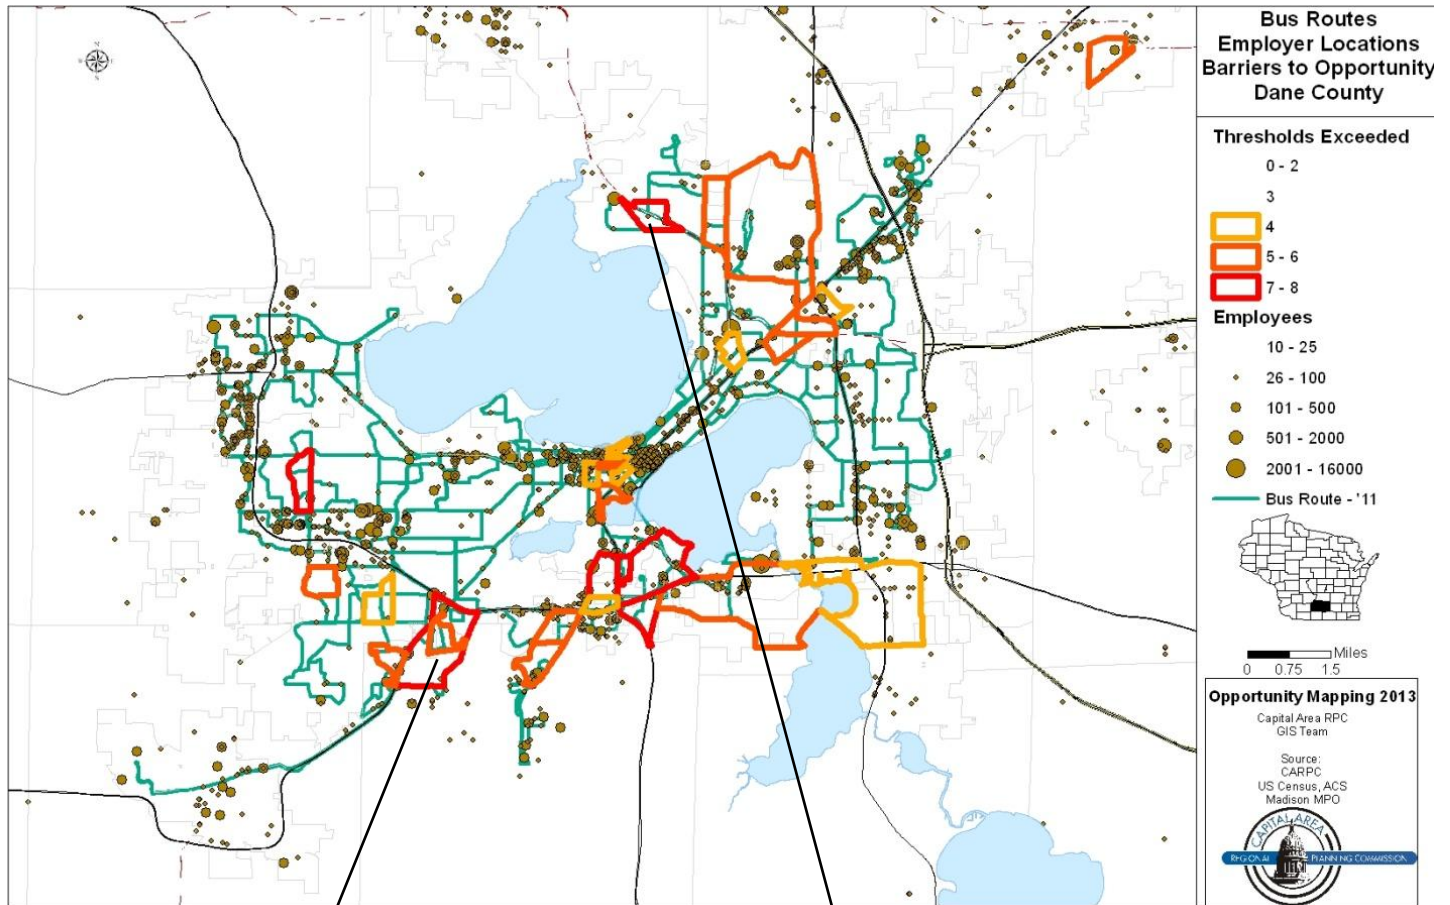 Bus Routes
Employer Locations
Barriers to Opportunity
Dane County
Thresholds Exceeded
0 - 2
3
4
5 - 6
7 - 8
Employees
10 - 25
26 - 100
101 - 500
501 - 2000
2001 - 16000
Bus Route - '11
Miles
0 0.75 1.5
Opportunity Mapping 2013
Capital Area RPC
GIS Team
Source:
CARPC
US Census, ACS
Madison MPO
CAPITAL AREA
REGIONAL PLANNING COMMISSION